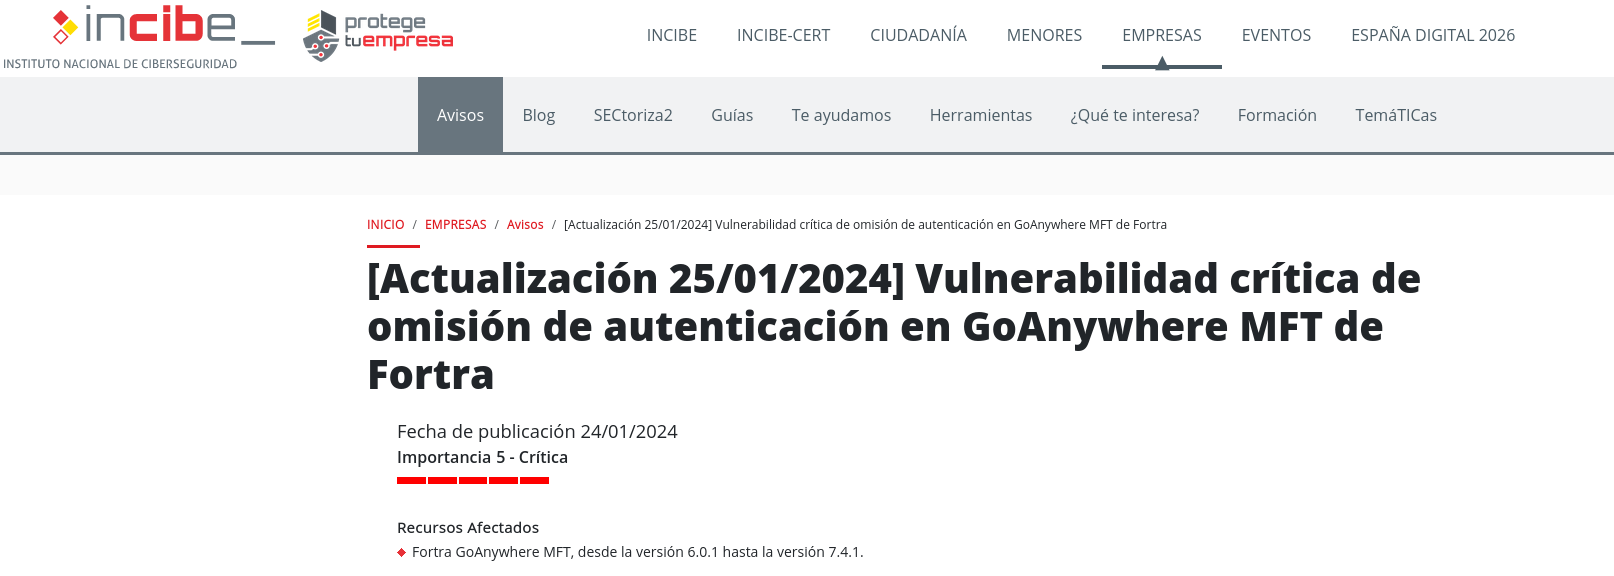 incibe_
INSTITUTO NACIONAL DE CIBERSEGURIDAD
protege
tuempresa
INCIBE INCIBE-CERT CIUDADANÍA MENORES EMPRESAS EVENTOS ESPAÑA DIGITAL 2026
Avisos Blog SECtoriza2 Guías Te ayudamos Herramientas ¿Qué te interesa? Formación TemáTICas
INICIO / EMPRESAS / Avisos / [Actualización 25/01/2024] Vulnerabilidad crítica de omisión de autenticación en GoAnywhere MFT de Fortra
[Actualización 25/01/2024] Vulnerabilidad crítica de
omisión de autenticación en GoAnywhere MFT de
Fortra
Fecha de publicación 24/01/2024
Importancia 5 - Crítica
Recursos Afectados
Fortra GoAnywhere MFT, desde la versión 6.0.1 hasta la versión 7.4.1.